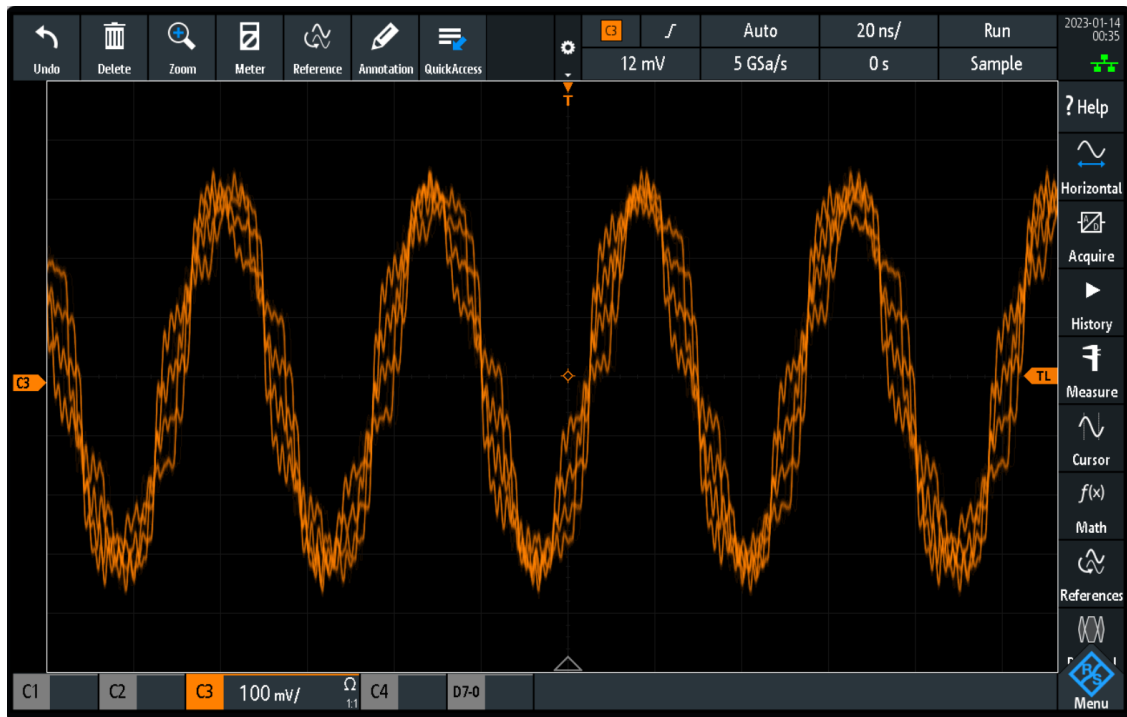 Undo
Delete
Zoom
Meter
Reference
Annotation
QuickAccess
C3
Auto
20 ns/
Run
12 mV
5 GSa/s
0 s
Sample
2023-01-14
00:35
T
? Help
Horizontal
A
D
Acquire
History
Measure
Cursor
f(x)
Math
References
C3
TL
C1
C2
C3
100 mV/
Ω
1:1
C4
D7-0
R
S
Menu